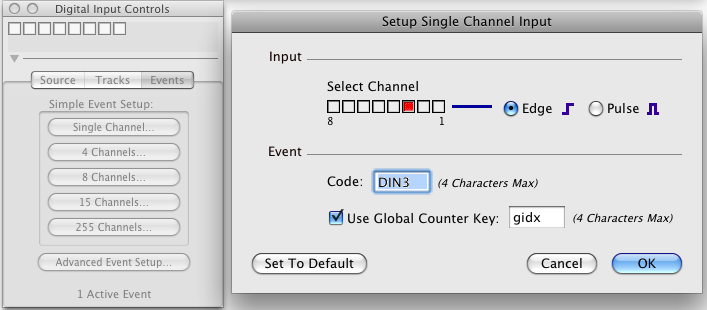 Digital Input Controls
Source Tracks Events
Simple Event Setup:
Single Channel...
4 Channels...
8 Channels...
15 Channels...
255 Channels...
Advanced Event Setup...
1 Active Event
Setup Single Channel Input
Input
Select Channel
8 1
Edge Pulse
Event
Code: DIN3 (4 Characters Max)
Use Global Counter Key: gidx (4 Characters Max)
Set To Default Cancel OK